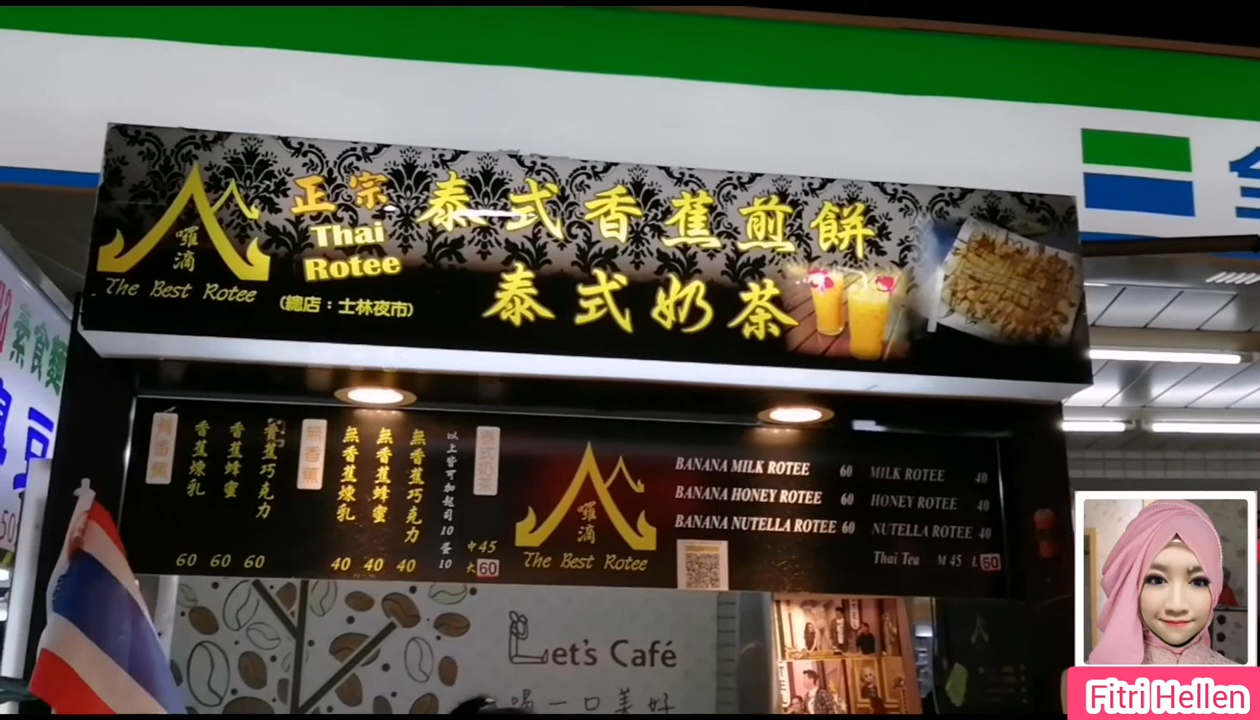 正宗
Thai
Rotee
(總店：士林夜市)
泰式香蕉煎餅
泰式奶茶
囉滴
The Best Rotee
素食麵
香蕉煉乳 60
香蕉蜂蜜 60
香蕉巧克力 60
無香蕉
無香蕉煉乳 40
無香蕉蜂蜜 40
無香蕉巧克力 40
以上皆可加起司10蛋10
泰式奶茶
中45
大60
囉滴
The Best Rotee
BANANA MILK ROTEE 60
BANANA HONEY ROTEE 60
BANANA NUTELLA ROTEE 60
MILK ROTEE 40
HONEY ROTEE 40
NUTELLA ROTEE 40
Thai Tea M 45 L 60
Let's Café
喝一口美好
Fitri Hellen